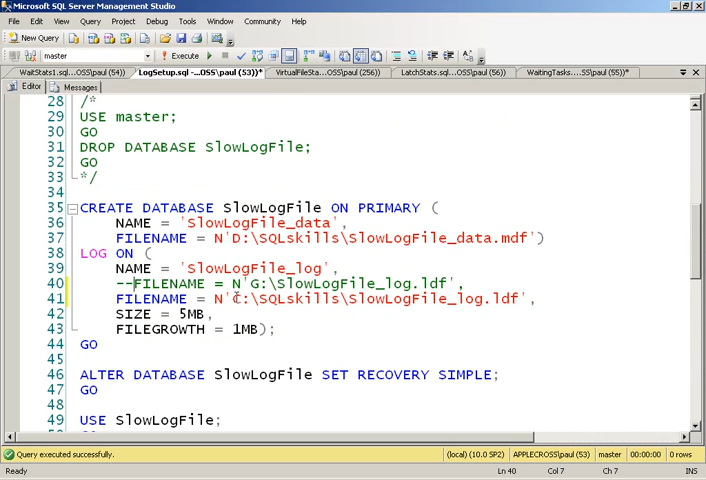 Microsoft SQL Server Management Studio
File Edit View Query Project Debug Tools Window Community Help
New Query
master Execute
WaitStats1.sql...OSS\paul (54)) LogSetup.sql -...OSS\paul (53))* VirtualFileSta...OSS\paul (256)) LatchStats.sql...OSS\paul (60)) WaitingTasks....SS\paul (55))*
Editor Messages
28 /*
29 USE master;
30 GO
31 DROP DATABASE SlowLogFile;
32 GO
33 */
34
35 CREATE DATABASE SlowLogFile ON PRIMARY (
36 NAME = 'SlowLogFile_data',
37 FILENAME = N'D:\SQLskills\SlowLogFile_data.mdf')
38 LOG ON (
39 NAME = 'SlowLogFile_log',
40 --FILENAME = N'G:\SlowLogFile_log.ldf',
41 FILENAME = N'C:\SQLskills\SlowLogFile_log.ldf',
42 SIZE = 5MB,
43 FILEGROWTH = 1MB);
44 GO
45
46 ALTER DATABASE SlowLogFile SET RECOVERY SIMPLE;
47 GO
48
49 USE SlowLogFile;
Query executed successfully. (local) (10.0 SP2) APPLECROSS\paul (53) master 00:00:00 0 rows
Ready Ln 40 Col 7 Ch 7 INS